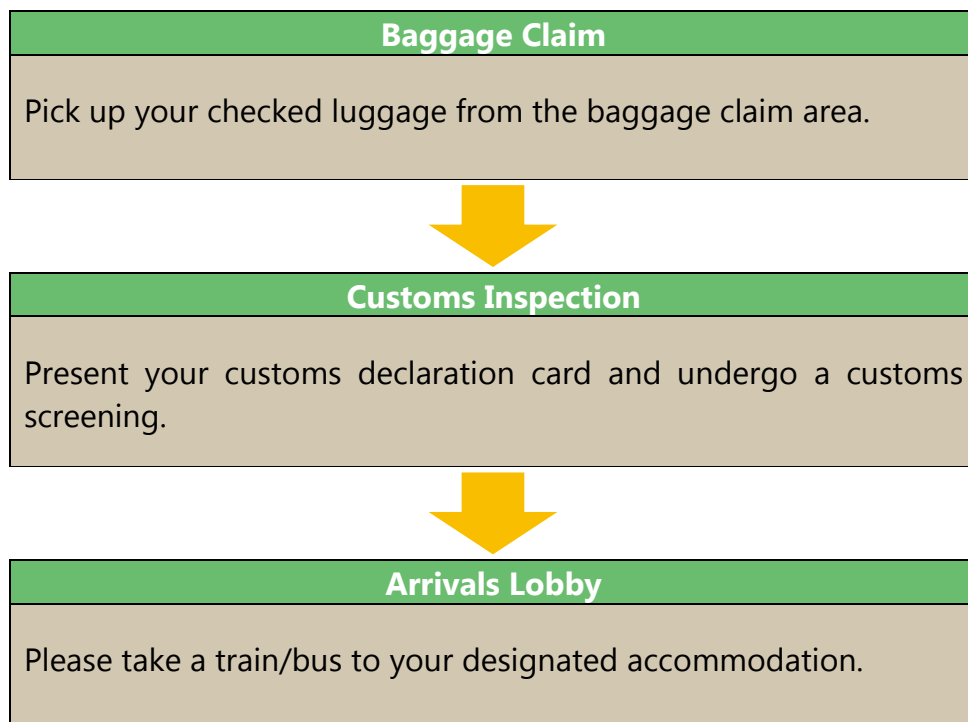 Baggage Claim
Pick up your checked luggage from the baggage claim area.
Customs Inspection
Present your customs declaration card and undergo a customs
screening.
Arrivals Lobby
Please take a train/bus to your designated accommodation.